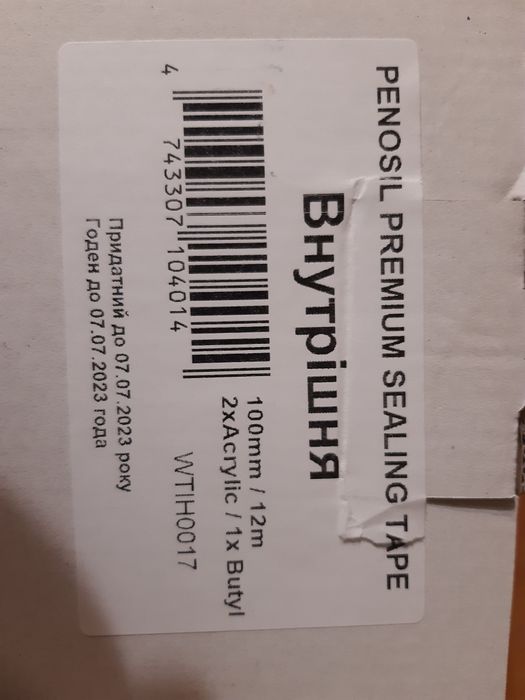 PENOSIL PREMIUM SEALING TAPE
Внутрішня
4 743307 104014
100mm / 12m
2xAcrylic / 1x Butyl
WTIH0017
Придатний до 07.07.2023 року
Годен до 07.07.2023 года